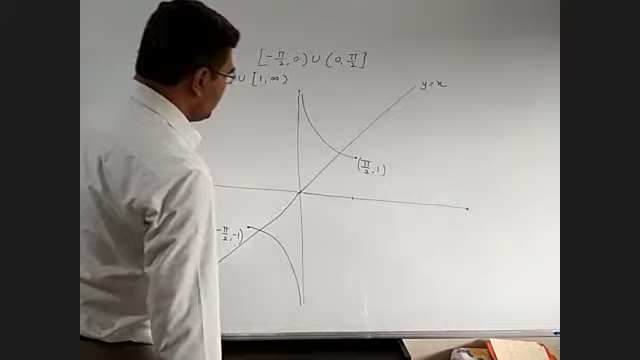 [-π/2, 0) ∪ (0, π/2]
∪ [1, ∞)
y=x
(π/2, 1)
-π/2, -1)